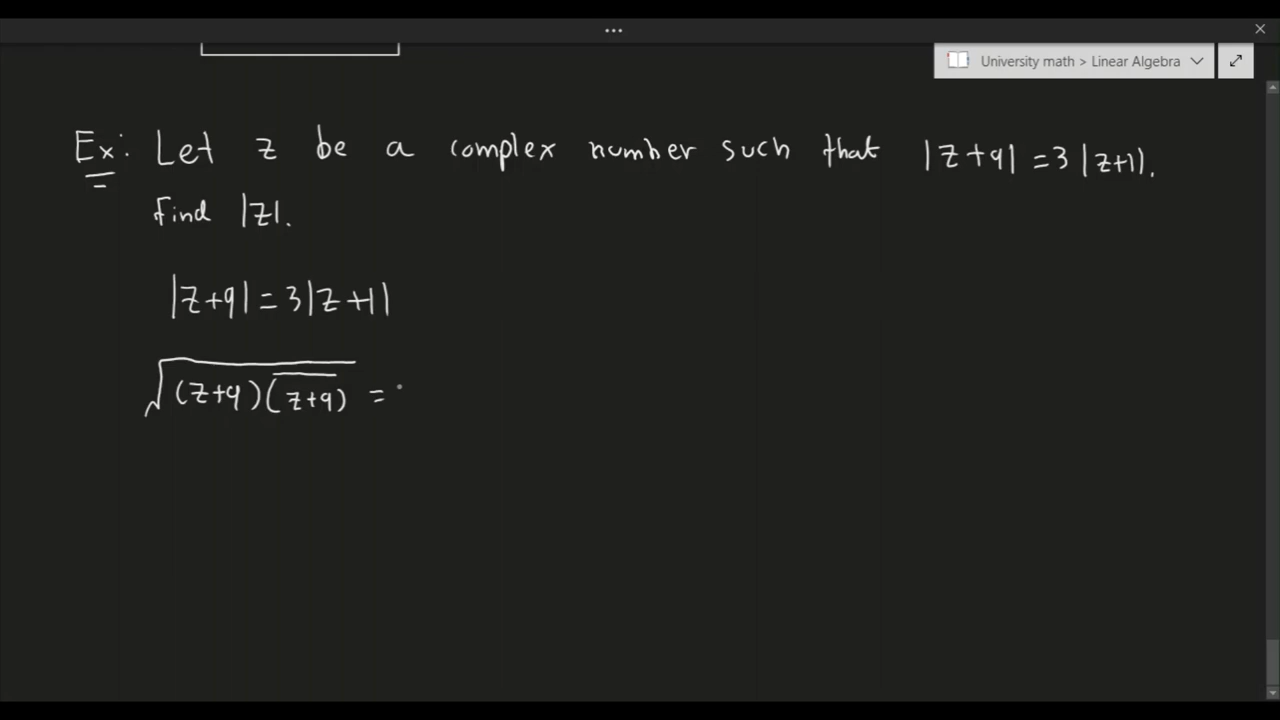 ...
University math > Linear Algebra
Ex: Let z be a complex number such that |z+9| = 3|z+1|.
Find |z|.
|z+9| = 3|z+1|
√((z+9)(z̅+̅9̅)) =